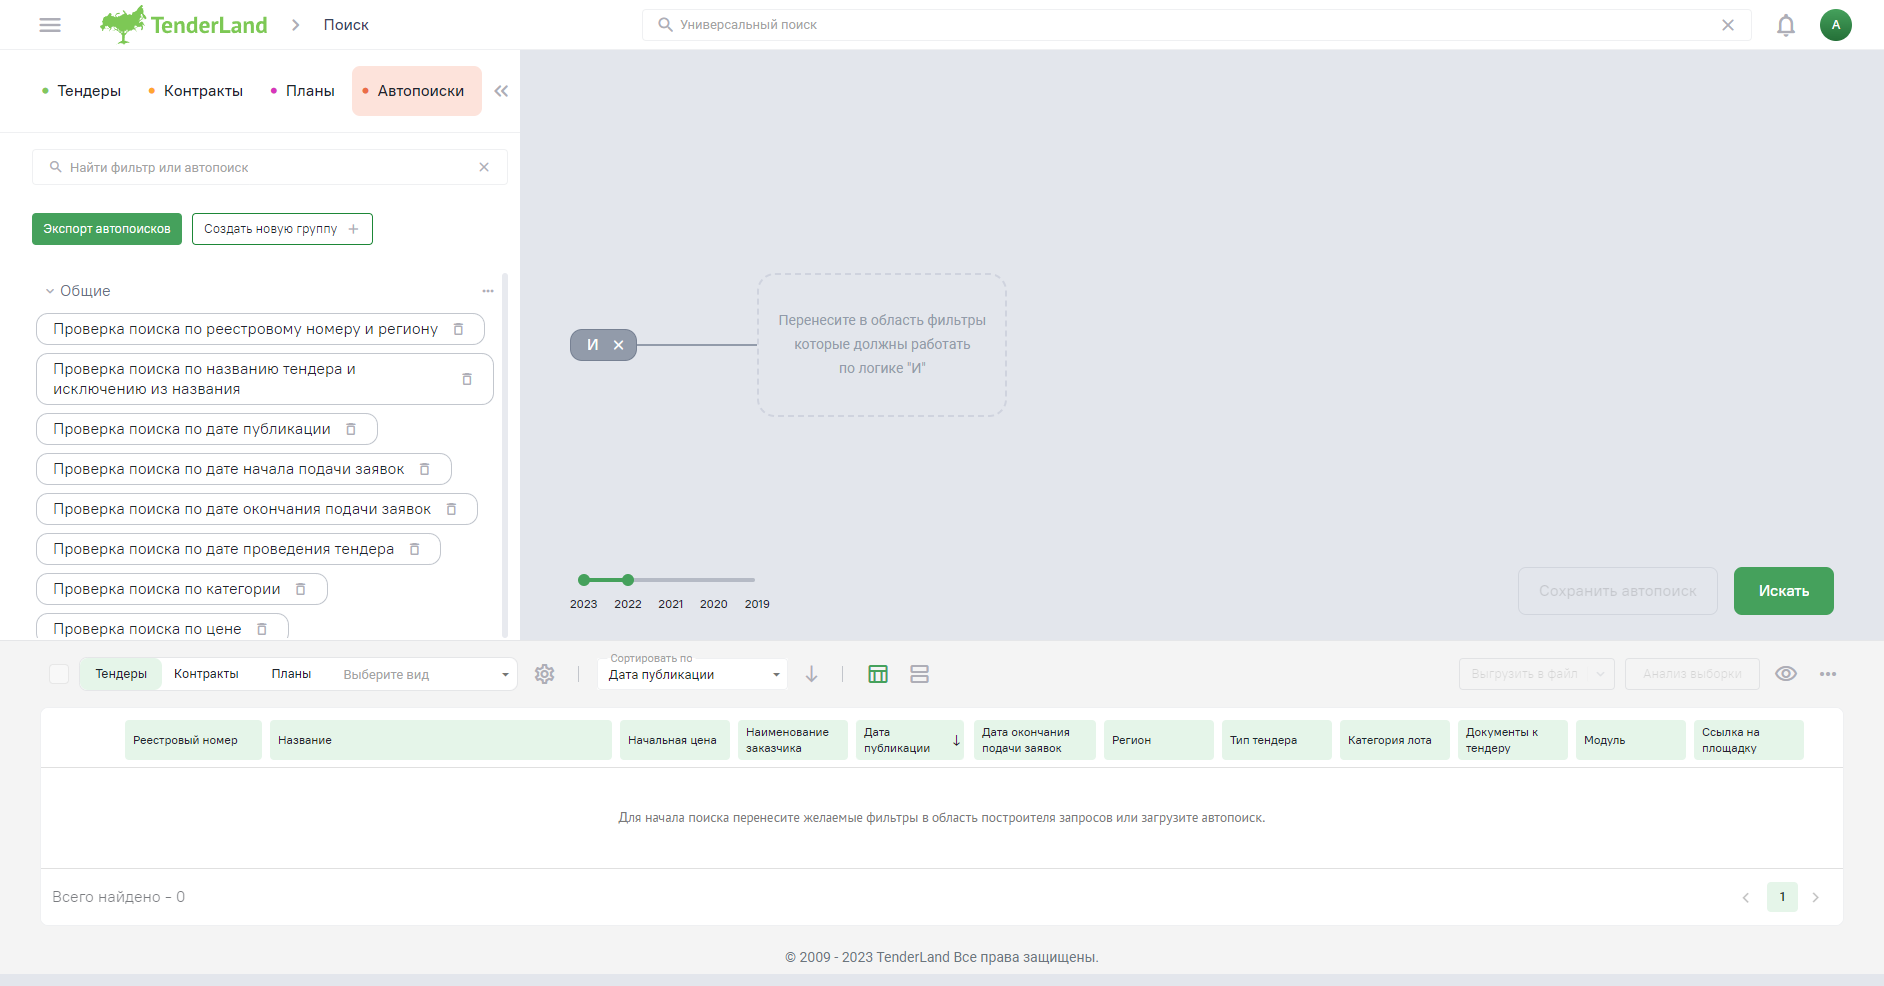 TenderLand
Поиск
Универсальный поиск
А
Тендеры
Контракты
Планы
Автопоиски
Найти фильтр или автопоиск
Экспорт автопоисков
Создать новую группу
Общие
Проверка поиска по реестровому номеру и региону
Проверка поиска по названию тендера и
исключению из названия
Проверка поиска по дате публикации
Проверка поиска по дате начала подачи заявок
Проверка поиска по дате окончания подачи заявок
Проверка поиска по дате проведения тендера
Проверка поиска по категории
Проверка поиска по цене
И
Перенесите в область фильтры
которые должны работать
по логике "И"
2023 2022 2021 2020 2019
Сохранить автопоиск
Искать
Тендеры
Контракты
Планы
Выберите вид
Сортировать по
Дата публикации
Выгрузить в файл
Анализ выборки
Реестровый номер
Название
Начальная цена
Наименование
заказчика
Дата
публикации
Дата окончания
подачи заявок
Регион
Тип тендера
Категория лота
Документы к
тендеру
Модуль
Ссылка на
площадку
Для начала поиска перенесите желаемые фильтры в область построителя запросов или загрузите автопоиск.
Всего найдено - 0
1
© 2009 - 2023 TenderLand Все права защищены.